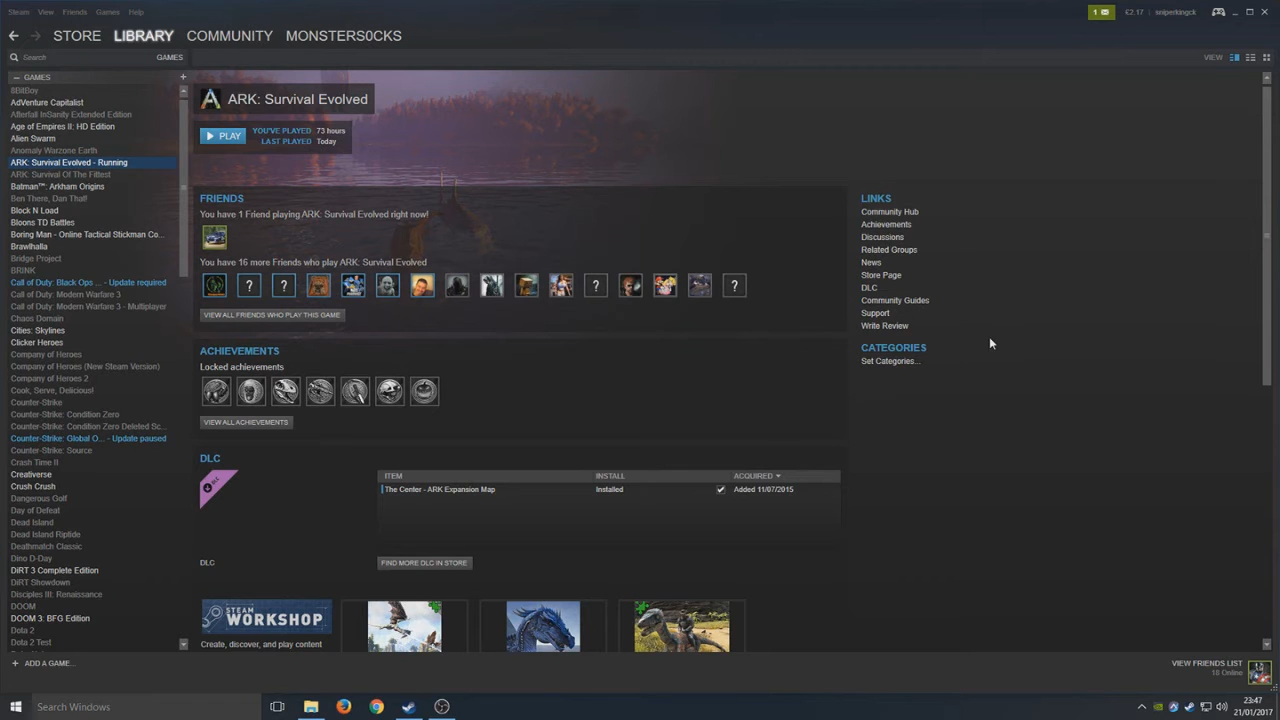 Steam View Friends Games Help
1 €2.17 sniperkingck
STORE LIBRARY COMMUNITY MONSTERS0CKS
Search GAMES VIEW
GAMES
8BitBoy
AdVenture Capitalist
Afterfall InSanity Extended Edition
Age of Empires II: HD Edition
Alien Swarm
Anomaly Warzone Earth
ARK: Survival Evolved - Running
ARK: Survival Of The Fittest
Batman™: Arkham Origins
Ben There, Dan That!
Block N Load
Bloons TD Battles
Boring Man - Online Tactical Stickman Co...
Brawlhalla
Bridge Project
BRINK
Call of Duty: Black Ops ... - Update required
Call of Duty: Modern Warfare 3
Call of Duty: Modern Warfare 3 - Multiplayer
Chaos Domain
Cities: Skylines
Clicker Heroes
Company of Heroes
Company of Heroes (New Steam Version)
Company of Heroes 2
Cook, Serve, Delicious!
Counter-Strike
Counter-Strike: Condition Zero
Counter-Strike: Condition Zero Deleted Sc...
Counter-Strike: Global O... - Update paused
Counter-Strike: Source
Crash Time II
Creativerse
Crush Crush
Dangerous Golf
Day of Defeat
Dead Island
Dead Island Riptide
Deathmatch Classic
Dino D-Day
DiRT 3 Complete Edition
DiRT Showdown
Disciples III: Renaissance
DOOM
DOOM 3: BFG Edition
Dota 2
Dota 2 Test
ARK: Survival Evolved
PLAY
YOU'VE PLAYED 73 hours
LAST PLAYED Today
FRIENDS
You have 1 Friend playing ARK: Survival Evolved right now!
You have 16 more Friends who play ARK: Survival Evolved
? ? ? ?
VIEW ALL FRIENDS WHO PLAY THIS GAME
ACHIEVEMENTS
Locked achievements
VIEW ALL ACHIEVEMENTS
DLC
DLC
ITEM INSTALL ACQUIRED
The Center - ARK Expansion Map Installed Added 11/07/2015
DLC
FIND MORE DLC IN STORE
STEAM WORKSHOP
Create, discover, and play content
LINKS
Community Hub
Achievements
Discussions
Related Groups
News
Store Page
DLC
Community Guides
Support
Write Review
CATEGORIES
Set Categories...
+ ADD A GAME...
VIEW FRIENDS LIST
18 Online
Search Windows
23:47
21/01/2017